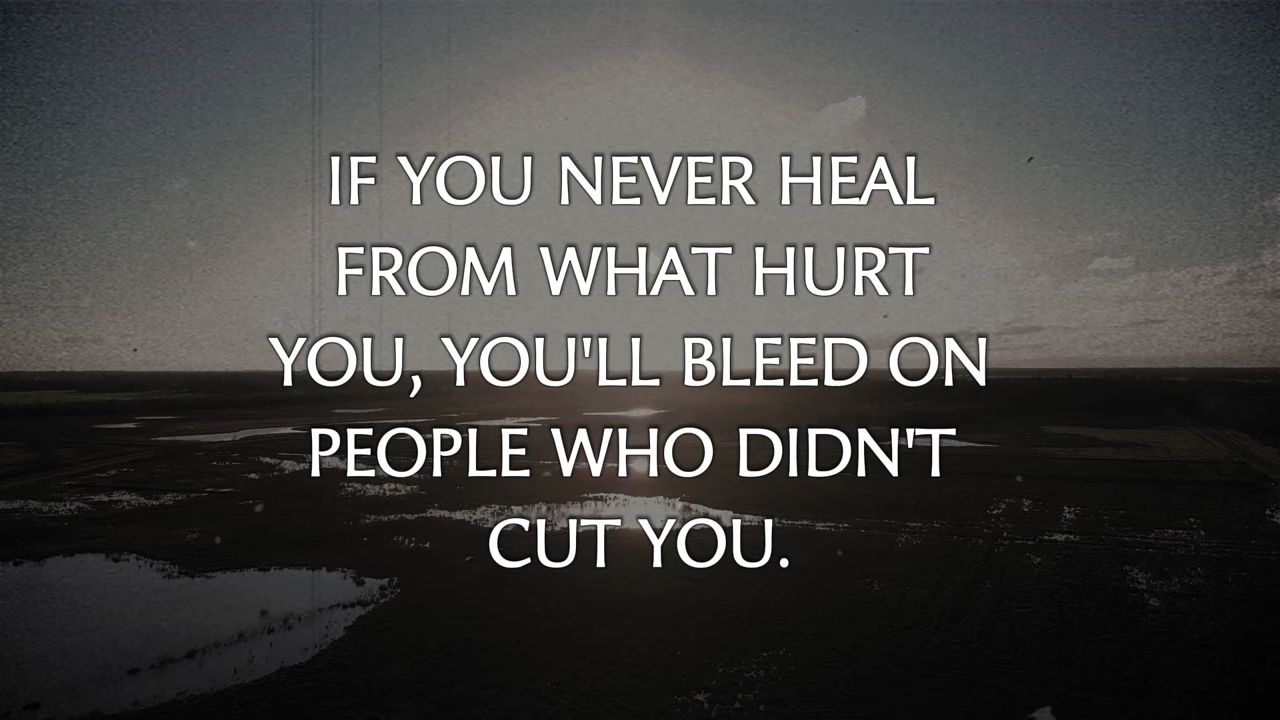 IF YOU NEVER HEAL
FROM WHAT HURT
YOU, YOU'LL BLEED ON
PEOPLE WHO DIDN'T
CUT YOU.